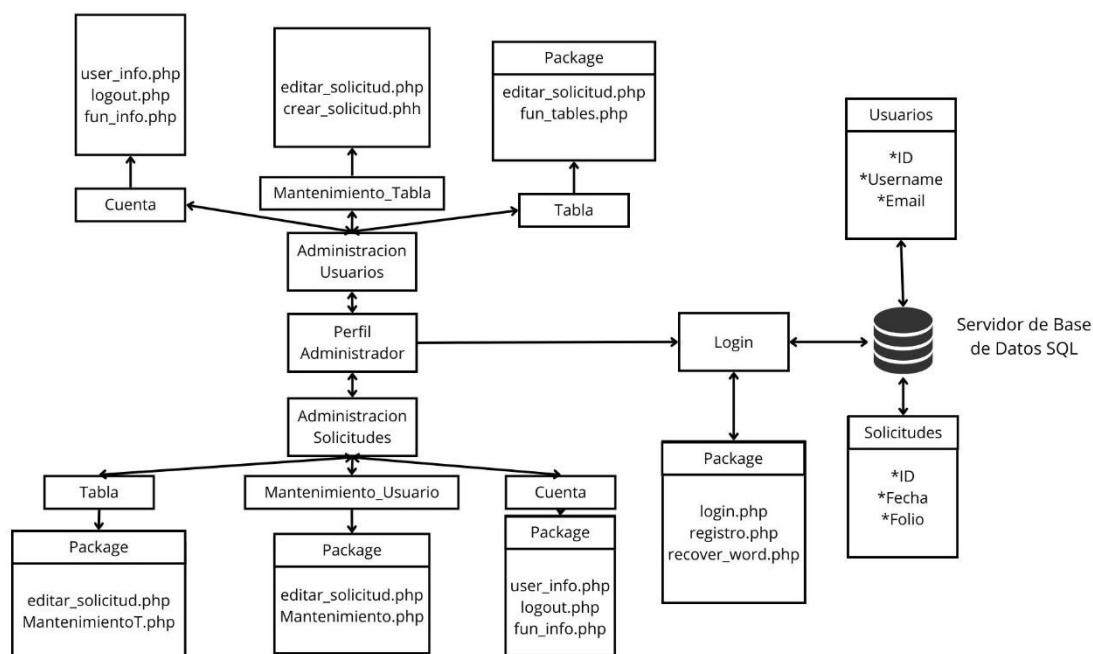 user_info.php
logout.php
fun_info.php
Cuenta
editar_solicitud.php
crear_solicitud.phh
Mantenimiento_Tabla
Package
editar_solicitud.php
fun_tables.php
Tabla
Administracion
Usuarios
Perfil
Administrador
Administracion
Solicitudes
Tabla
Package
editar_solicitud.php
MantenimientoT.php
Mantenimiento_Usuario
Package
editar_solicitud.php
Mantenimiento.php
Cuenta
Package
user_info.php
logout.php
fun_info.php
Login
Package
login.php
registro.php
recover_word.php
Usuarios
*ID
*Username
*Email
Servidor de Base
de Datos SQL
Solicitudes
*ID
*Fecha
*Folio